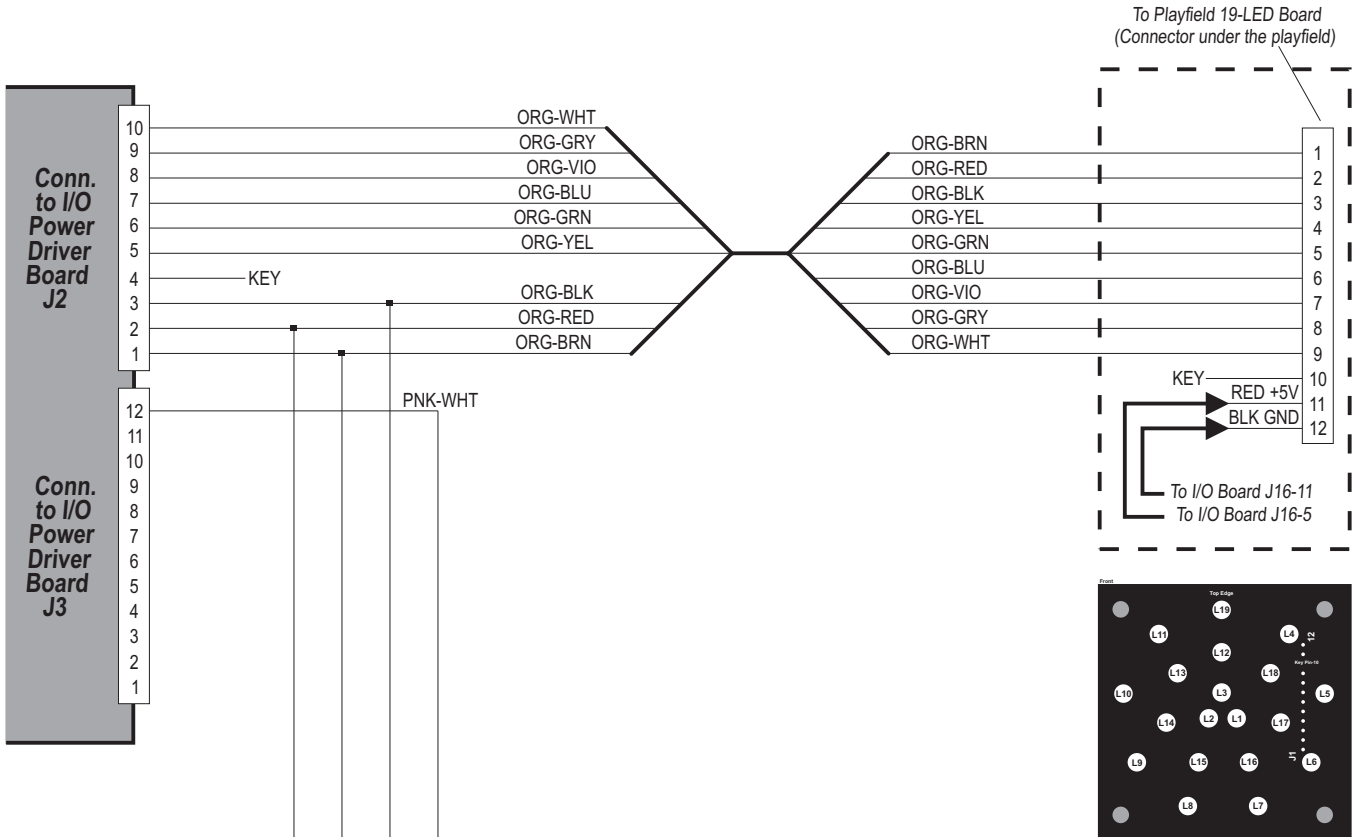 To Playfield 19-LED Board
(Connector under the playfield)
Conn.
to I/O
Power
Driver
Board
J2
10
9
8
7
6
5
4
3
2
1
ORG-WHT
ORG-GRY
ORG-VIO
ORG-BLU
ORG-GRN
ORG-YEL
KEY
ORG-BLK
ORG-RED
ORG-BRN
ORG-BRN
ORG-RED
ORG-BLK
ORG-YEL
ORG-GRN
ORG-BLU
ORG-VIO
ORG-GRY
ORG-WHT
KEY
RED +5V
BLK GND
1
2
3
4
5
6
7
8
9
10
11
12
To I/O Board J16-11
To I/O Board J16-5
Conn.
to I/O
Power
Driver
Board
J3
12
11
10
9
8
7
6
5
4
3
2
1
PNK-WHT
Front
Top Edge
L19
L11
L4
12
L12
Key Pin-10
L13
L18
L10
L3
L5
L14
L2
L1
L17
J1
L9
L15
L16
L6
L8
L7